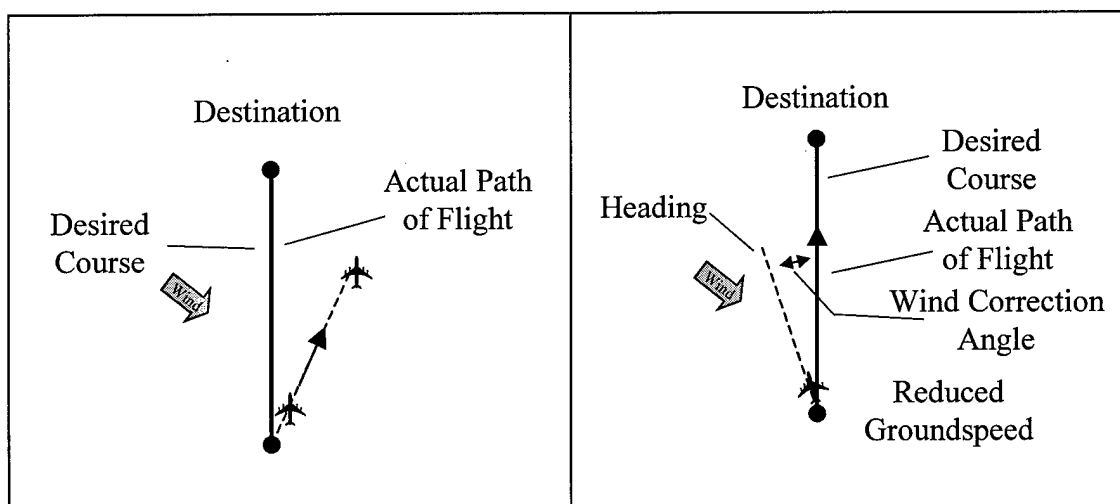 Destination
Actual Path
of Flight
Desired
Course
Wind
Destination
Desired
Course
Heading
Actual Path
of Flight
Wind
Wind Correction
Angle
Reduced
Groundspeed